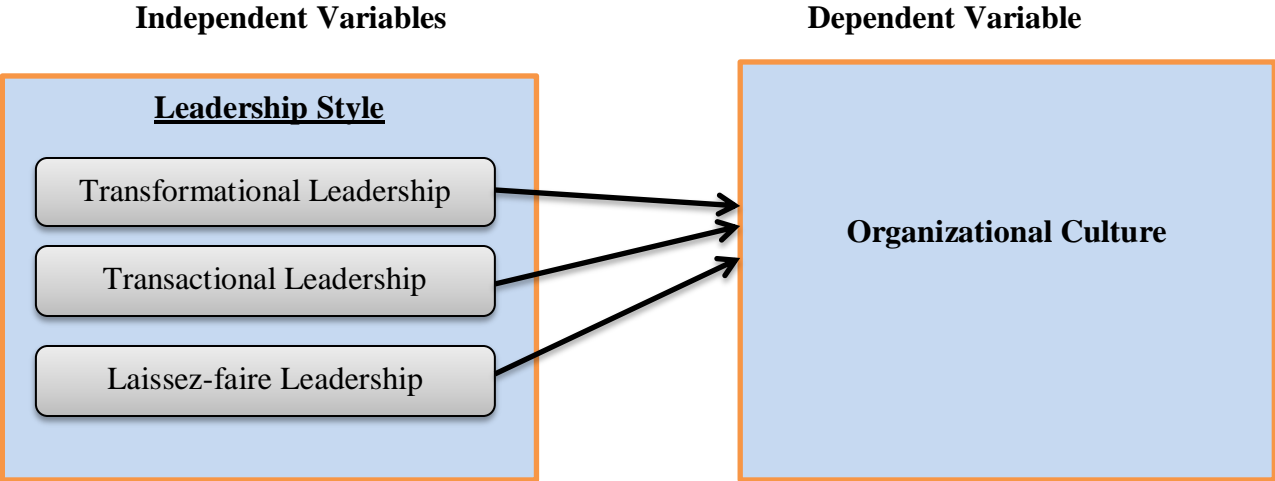 Independent Variables
Dependent Variable
Leadership Style
Transformational Leadership
Transactional Leadership
Laissez-faire Leadership
Organizational Culture